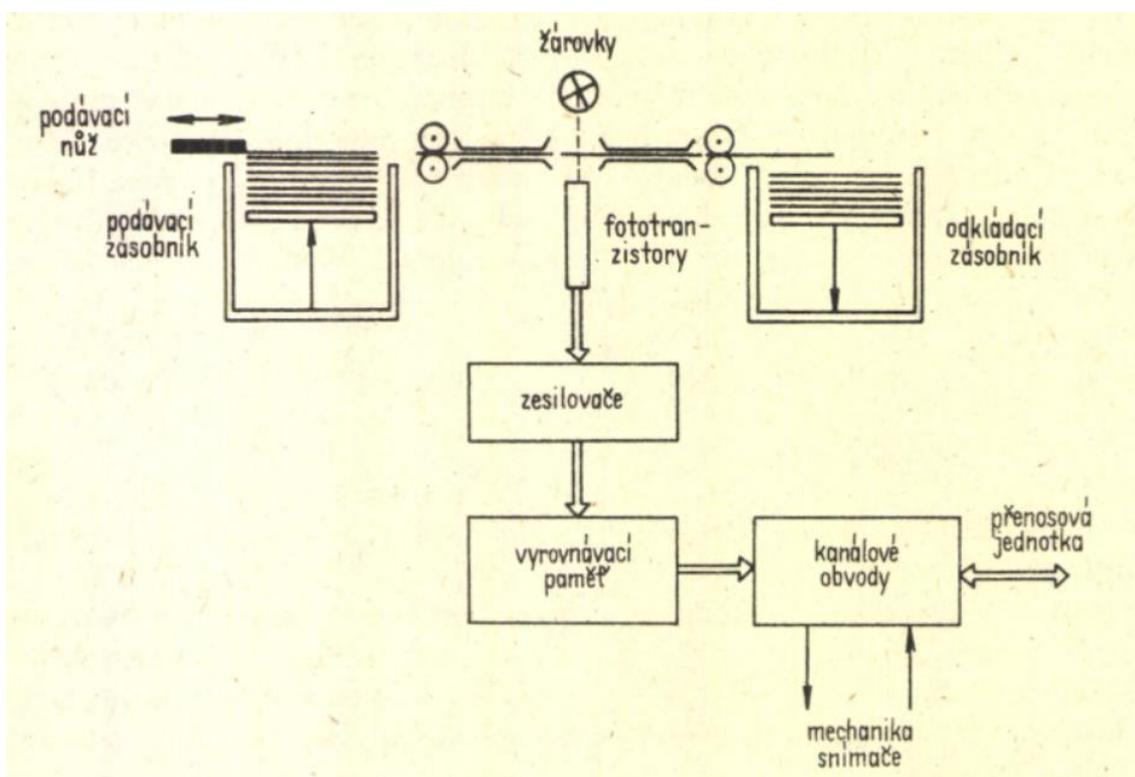 žárovky
podávací
nůž
podávací
zásobník
fototran-
zistory
odkládací
zásobník
zesilovače
vyrovnávací
paměť
kanálové
obvody
přenosová
jednotka
mechanika
snímače